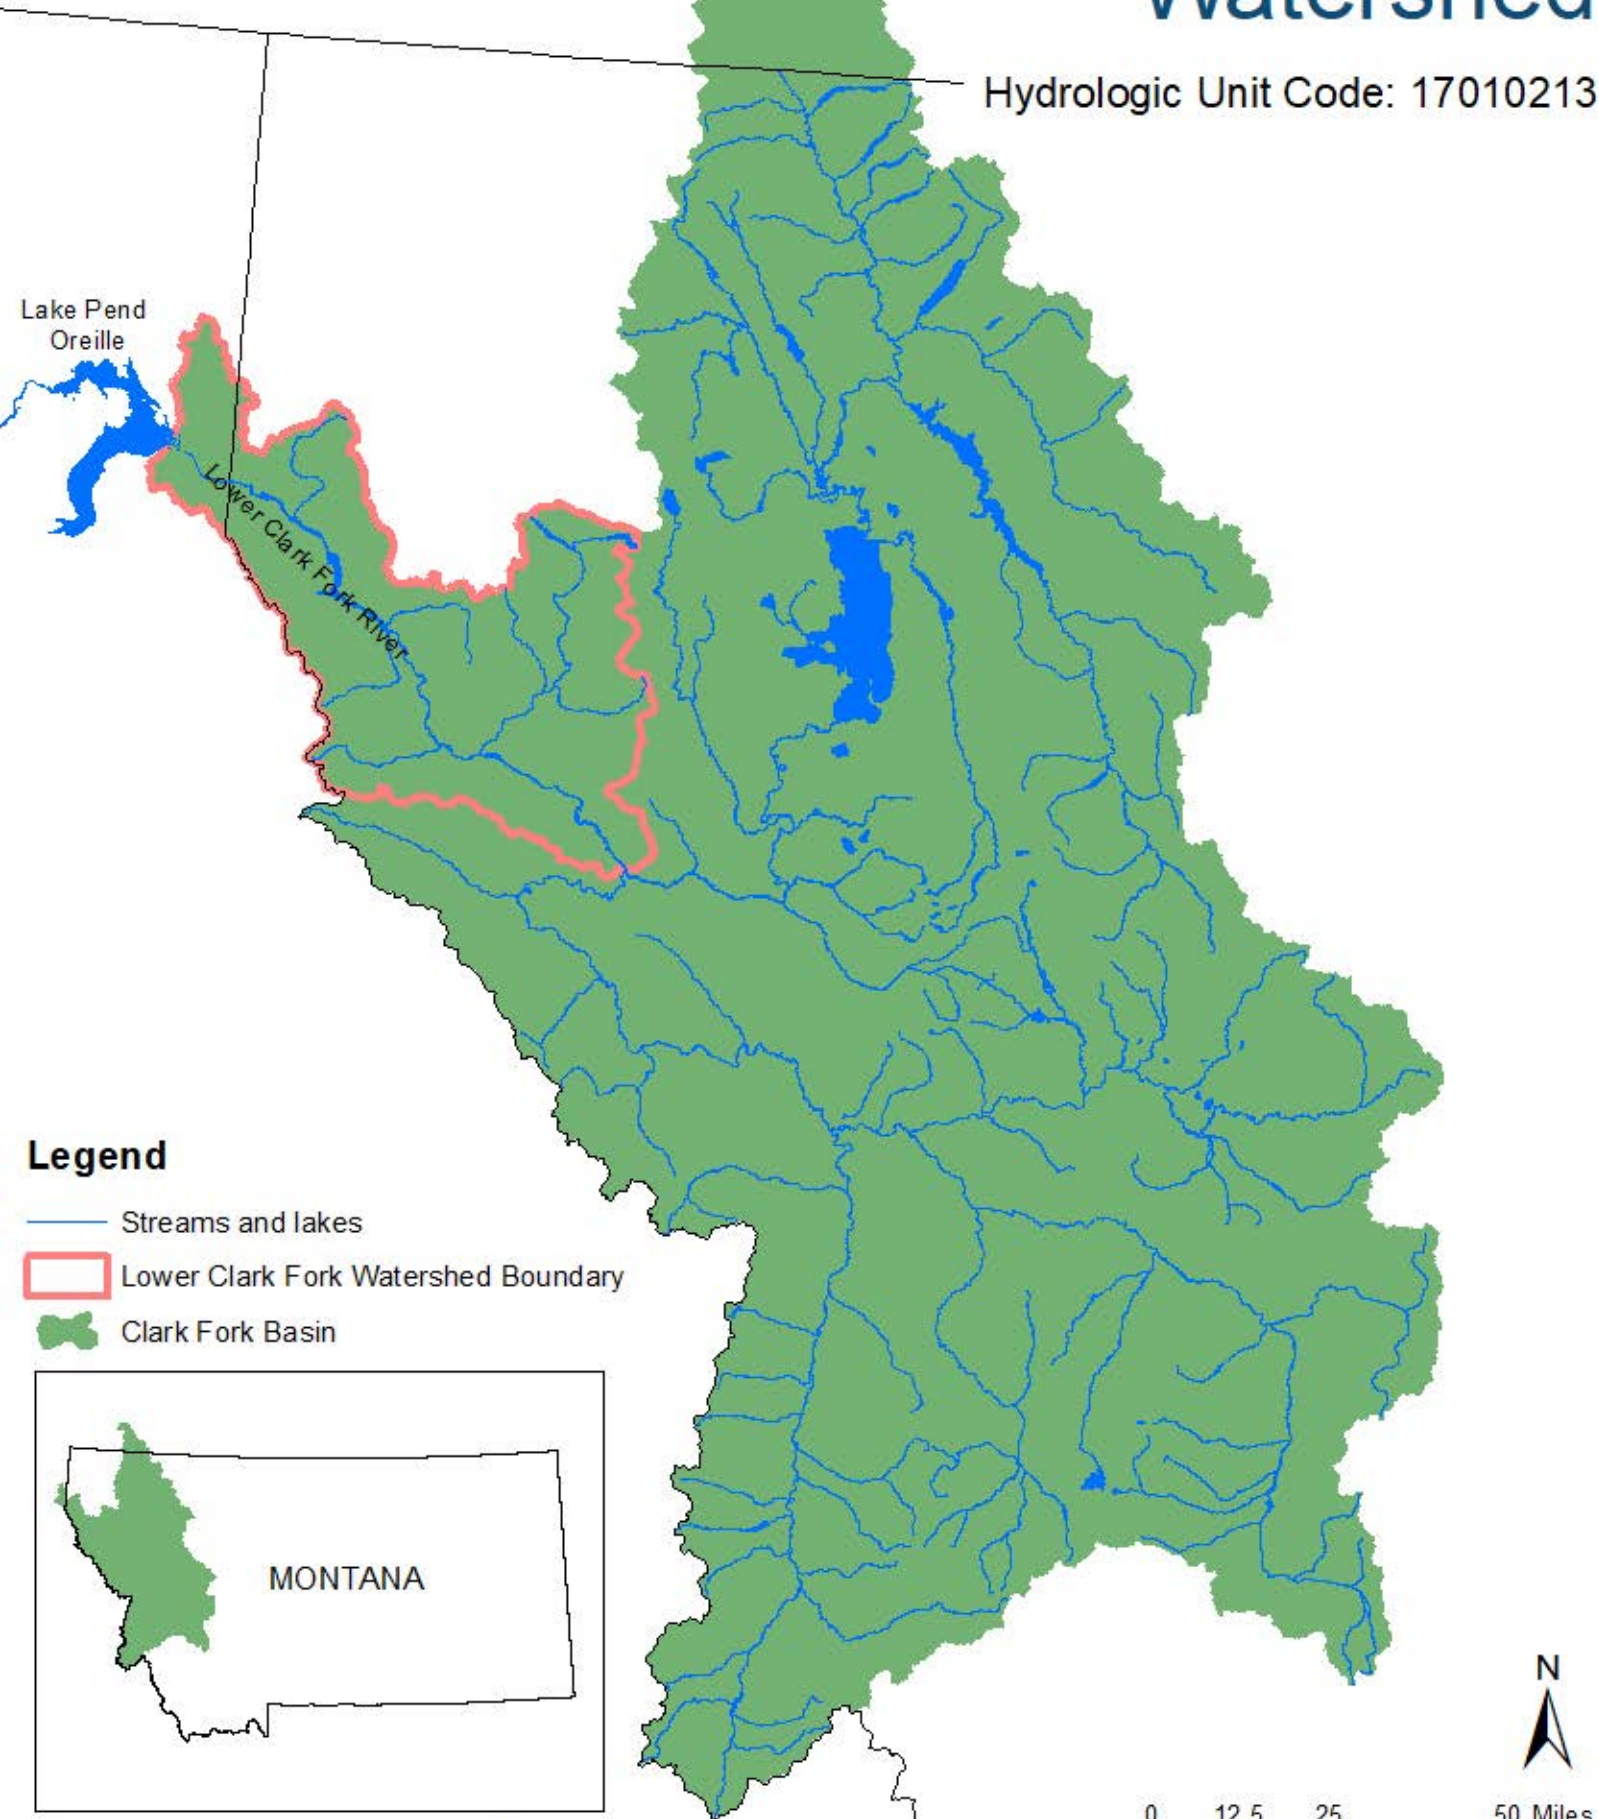 Watershed
Hydrologic Unit Code: 17010213
Lake Pend
Oreille
Lower Clark Fork River
Legend
Streams and lakes
Lower Clark Fork Watershed Boundary
Clark Fork Basin
MONTANA
N
0 12.5 25 50 Miles